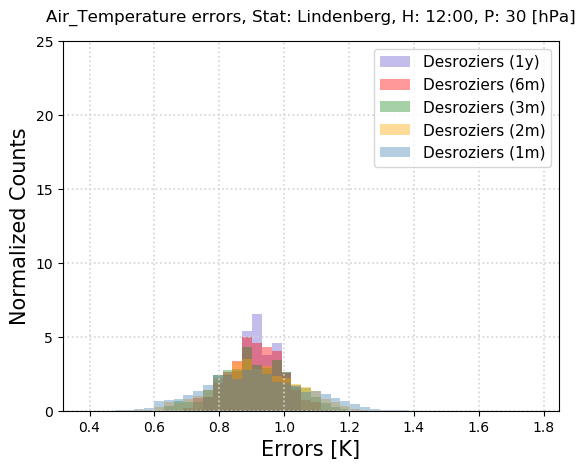 Air_Temperature errors, Stat: Lindenberg, H: 12:00, P: 30 [hPa]
Normalized Counts
25
20
15
10
5
0
Desroziers (1y)
Desroziers (6m)
Desroziers (3m)
Desroziers (2m)
Desroziers (1m)
0.4 0.6 0.8 1.0 1.2 1.4 1.6 1.8
Errors [K]